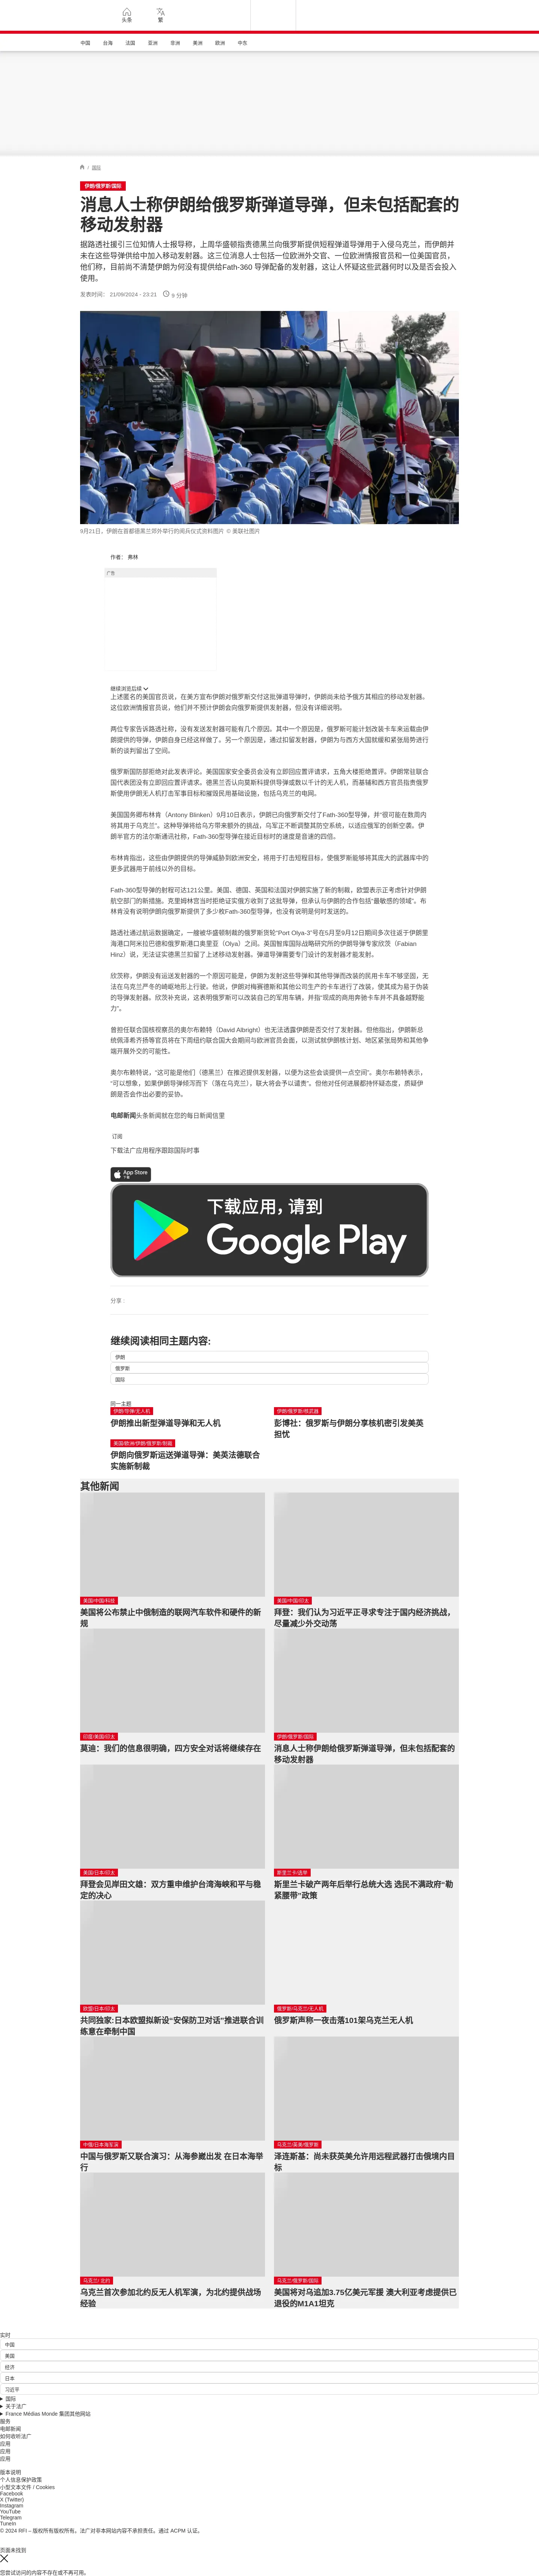 头条
繁
中国 台海 法国 亚洲 非洲 美洲 欧洲 中东
/ 国际
伊朗/俄罗斯/国际
消息人士称伊朗给俄罗斯弹道导弹，但未包括配套的移动发射器
据路透社援引三位知情人士报导称，上周华盛顿指责德黑兰向俄罗斯提供短程弹道导弹用于入侵乌克兰，而伊朗并未在这些导弹供给中加入移动发射器。这三位消息人士包括一位欧洲外交官、一位欧洲情报官员和一位美国官员，他们称，目前尚不清楚伊朗为何没有提供给Fath-360 导弹配备的发射器，这让人怀疑这些武器何时以及是否会投入使用。
发表时间： 21/09/2024 - 23:21 9 分钟
9月21日，伊朗在首都德黑兰郊外举行的阅兵仪式资料图片 © 美联社图片
作者： 弗林
广告
继续浏览后续
上述匿名的美国官员说，在美方宣布伊朗对俄罗斯交付这批弹道导弹时，伊朗尚未给予俄方其相应的移动发射器。这位欧洲情报官员说，他们并不预计伊朗会向俄罗斯提供发射器，但没有详细说明。
两位专家告诉路透社称，没有发送发射器可能有几个原因。其中一个原因是，俄罗斯可能计划改装卡车来运载由伊朗提供的导弹，伊朗自身已经这样做了。另一个原因是，通过扣留发射器，伊朗为与西方大国就缓和紧张局势进行新的谈判留出了空间。
俄罗斯国防部拒绝对此发表评论。美国国家安全委员会没有立即回应置评请求，五角大楼拒绝置评。伊朗常驻联合国代表团没有立即回应置评请求。德黑兰否认向莫斯科提供导弹或数以千计的无人机，而基辅和西方官员指责俄罗斯使用伊朗无人机打击军事目标和摧毁民用基础设施，包括乌克兰的电网。
美国国务卿布林肯（Antony Blinken）9月10日表示，伊朗已向俄罗斯交付了Fath-360型导弹，并“很可能在数周内将其用于乌克兰”。这种导弹将给乌方带来额外的挑战，乌军正不断调整其防空系统，以适应俄军的创新空袭。伊朗半官方的法尔斯通讯社称，Fath-360型导弹在接近目标时的速度是音速的四倍。
布林肯指出，这些由伊朗提供的导弹威胁到欧洲安全，将用于打击短程目标，使俄罗斯能够将其庞大的武器库中的更多武器用于前线以外的目标。
Fath-360型导弹的射程可达121公里。美国、德国、英国和法国对伊朗实施了新的制裁，欧盟表示正考虑针对伊朗航空部门的新措施。克里姆林宫当时拒绝证实俄方收到了这批导弹，但承认与伊朗的合作包括“最敏感的领域”。布林肯没有说明伊朗向俄罗斯提供了多少枚Fath-360型导弹，也没有说明是何时发送的。
路透社通过航运数据确定，一艘被华盛顿制裁的俄罗斯货轮“Port Olya-3”号在5月至9月12日期间多次往返于伊朗里海港口阿米拉巴德和俄罗斯港口奥里亚（Olya）之间。英国智库国际战略研究所的伊朗导弹专家欣茨（Fabian Hinz）说，无法证实德黑兰扣留了上述移动发射器。弹道导弹需要专门设计的发射器才能发射。
欣茨称，伊朗没有运送发射器的一个原因可能是，伊朗为发射这些导弹和其他导弹而改装的民用卡车不够坚固，无法在乌克兰严冬的崎岖地形上行驶。他说，伊朗对梅赛德斯和其他公司生产的卡车进行了改装，使其成为易于伪装的导弹发射器。欣茨补充说，这表明俄罗斯可以改装自己的军用车辆，并指“现成的商用奔驰卡车并不具备越野能力”。
曾担任联合国核视察员的奥尔布赖特（David Albright）也无法透露伊朗是否交付了发射器。但他指出，伊朗新总统佩泽希齐扬等官员将在下周纽约联合国大会期间与欧洲官员会面，以测试就伊朗核计划、地区紧张局势和其他争端开展外交的可能性。
奥尔布赖特说，“这可能是他们（德黑兰）在推迟提供发射器，以便为这些会谈提供一点空间”。奥尔布赖特表示，“可以想象，如果伊朗导弹倾泻而下（落在乌克兰），联大将会予以谴责”。但他对任何进展都持怀疑态度，质疑伊朗是否会作出必要的妥协。
电邮新闻头条新闻就在您的每日新闻信里
订阅
下载法广应用程序跟踪国际时事
App Store
下载应用，请到
Google Play
分享 :
继续阅读相同主题内容:
伊朗
俄罗斯
国际
同一主题
伊朗/导弹/无人机
伊朗推出新型弹道导弹和无人机
伊朗/俄罗斯/核武器
彭博社：俄罗斯与伊朗分享核机密引发美英担忧
美国/欧洲/伊朗/俄罗斯/制裁
伊朗向俄罗斯运送弹道导弹：美英法德联合实施新制裁
其他新闻
美国/中国/科技
美国将公布禁止中俄制造的联网汽车软件和硬件的新规
美国/中国/印太
拜登：我们认为习近平正寻求专注于国内经济挑战，尽量减少外交动荡
印度/美国/印太
莫迪：我们的信息很明确，四方安全对话将继续存在
伊朗/俄罗斯/国际
消息人士称伊朗给俄罗斯弹道导弹，但未包括配套的移动发射器
美国/日本/印太
拜登会见岸田文雄：双方重申维护台湾海峡和平与稳定的决心
斯里兰卡/选举
斯里兰卡破产两年后举行总统大选 选民不满政府“勒紧腰带”政策
欧盟/日本/印太
共同独家:日本欧盟拟新设“安保防卫对话”推进联合训练意在牵制中国
俄罗斯/乌克兰/无人机
俄罗斯声称一夜击落101架乌克兰无人机
中俄/日本海军演
中国与俄罗斯又联合演习：从海参崴出发 在日本海举行
乌克兰/英美/俄罗斯
泽连斯基：尚未获英美允许用远程武器打击俄境内目标
乌克兰/ 北约
乌克兰首次参加北约反无人机军演，为北约提供战场经验
乌克兰/俄罗斯/国际
美国将对乌追加3.75亿美元军援 澳大利亚考虑提供已退役的M1A1坦克
实时
中国
美国
经济
日本
习近平
国际
关于法广
France Médias Monde 集团其他网站
服务
电邮新闻
如何收听法广
应用
应用
应用
版本说明
个人信息保护政策
小型文本文件 / Cookies
Facebook
X (Twitter)
Instagram
YouTube
Telegram
TuneIn
© 2024 RFI – 版权所有版权所有。法广对非本网站内容不承担责任。通过 ACPM 认证。
页面未找到
您尝试访问的内容不存在或不再可用。